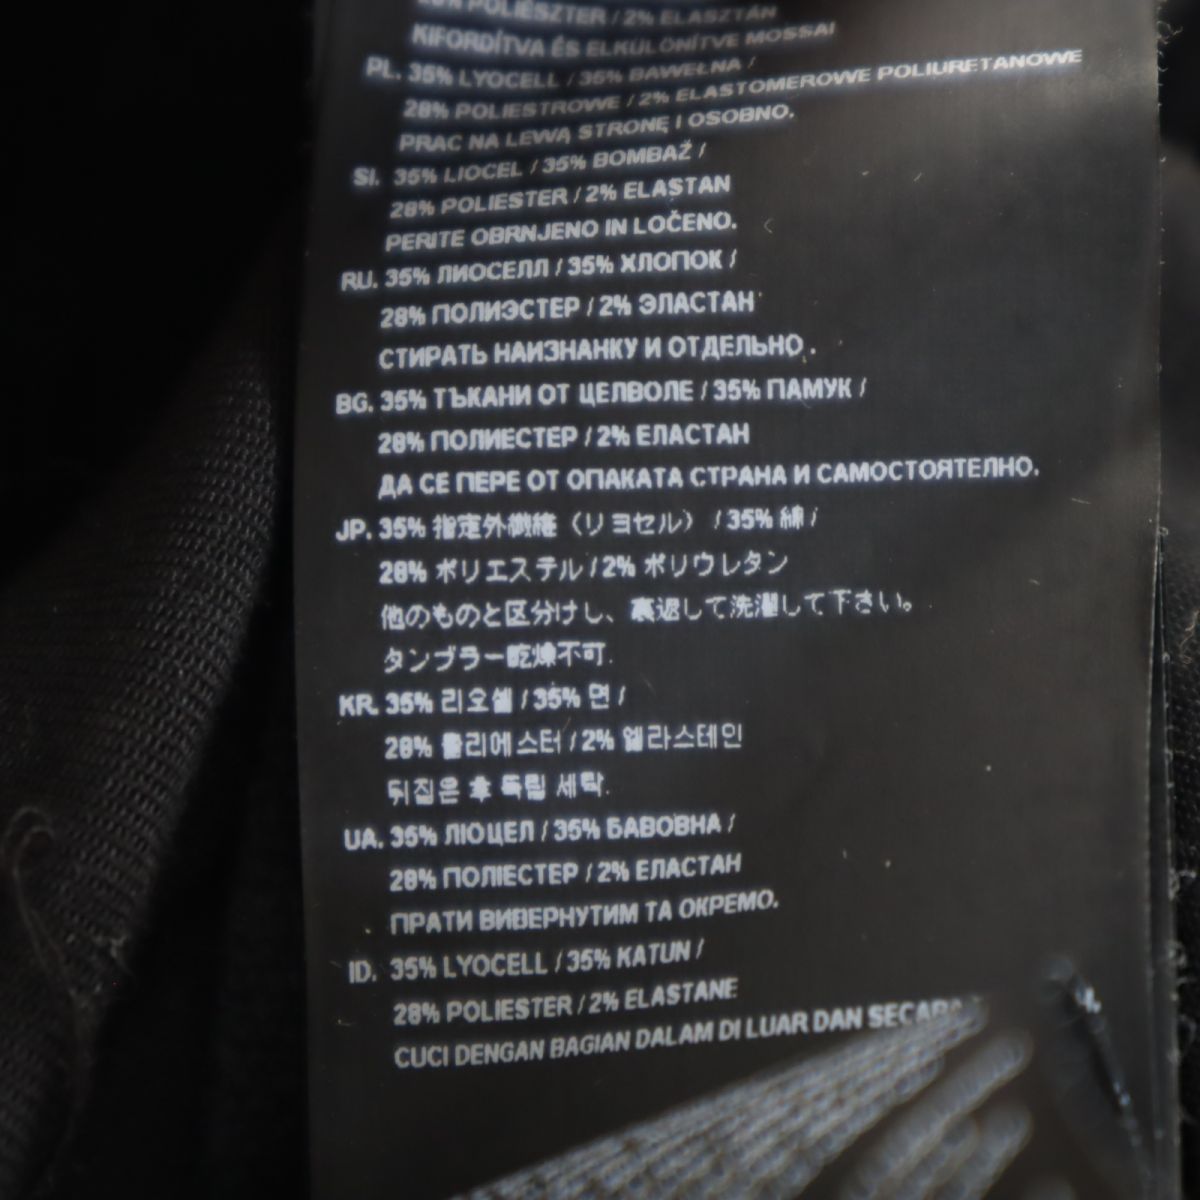 28% POLIÉSZTER / 2% ELASZTÁN
KIFORDÍTVA ÉS ELKÜLÖNÍTVE MOSSA!
PL. 35% LYOCELL / 35% BAWEŁNA /
28% POLIESTROWE / 2% ELASTOMEROWE POLIURETANOWE
PRAC NA LEWĄ STRONĘ I OSOBNO.
SI. 35% LIOCEL / 35% BOMBAŽ /
28% POLIESTER / 2% ELASTAN
PERITE OBRNJENO IN LOČENO.
RU. 35% ЛИОСЕЛЛ / 35% ХЛОПОК /
28% ПОЛИЭСТЕР / 2% ЭЛАСТАН
СТИРАТЬ НАИЗНАНКУ И ОТДЕЛЬНО.
BG. 35% ТЪКАНИ ОТ ЦЕЛВОЛЕ / 35% ПАМУК /
28% ПОЛИЕСТЕР / 2% ЕЛАСТАН
ДА СЕ ПЕРЕ ОТ ОПАКАТА СТРАНА И САМОСТОЯТЕЛНО.
JP. 35% 指定外繊維（リヨセル） / 35% 綿 /
28% ポリエステル / 2% ポリウレタン
他のものと区分けし、裏返して洗濯して下さい。
タンブラー乾燥不可.
KR. 35% 리오셀 / 35% 면 /
28% 폴리에스터 / 2% 엘라스테인
뒤집은 후 독립 세탁.
UA. 35% ЛІОЦЕЛ / 35% БАВОВНА /
28% ПОЛІЕСТЕР / 2% ЕЛАСТАН
ПРАТИ ВИВЕРНУТИМ ТА ОКРЕМО.
ID. 35% LYOCELL / 35% KATUN /
28% POLIESTER / 2% ELASTANE
CUCI DENGAN BAGIAN DALAM DI LUAR DAN SECARA